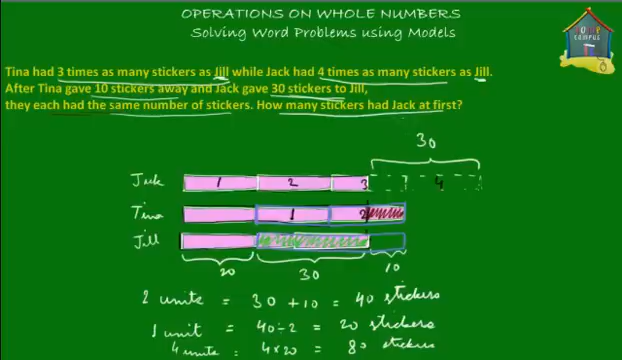 OPERATIONS ON WHOLE NUMBERS
Solving Word Problems using Models
HOME
campus
Tina had 3 times as many stickers as Jill while Jack had 4 times as many stickers as Jill.
After Tina gave 10 stickers away and Jack gave 30 stickers to Jill,
they each had the same number of stickers. How many stickers had Jack at first?
30
Jack 1 2 3 4
Tina 1 2
Jill
20 30 10
2 units = 30 + 10 = 40 stickers
1 unit = 40 ÷ 2 = 20 stickers
4 units = 4 x 20 = 80 stickers